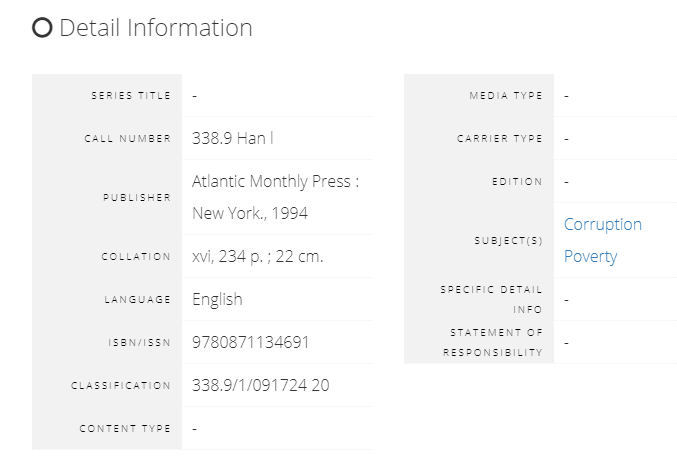 Detail Information
SERIES TITLE -
CALL NUMBER 338.9 Han l
PUBLISHER Atlantic Monthly Press :
New York., 1994
COLLATION xvi, 234 p. ; 22 cm.
LANGUAGE English
ISBN/ISSN 9780871134691
CLASSIFICATION 338.9/1/091724 20
CONTENT TYPE -
MEDIA TYPE -
CARRIER TYPE -
EDITION -
SUBJECT(S) Corruption
Poverty
SPECIFIC DETAIL
INFO -
STATEMENT OF
RESPONSIBILITY -